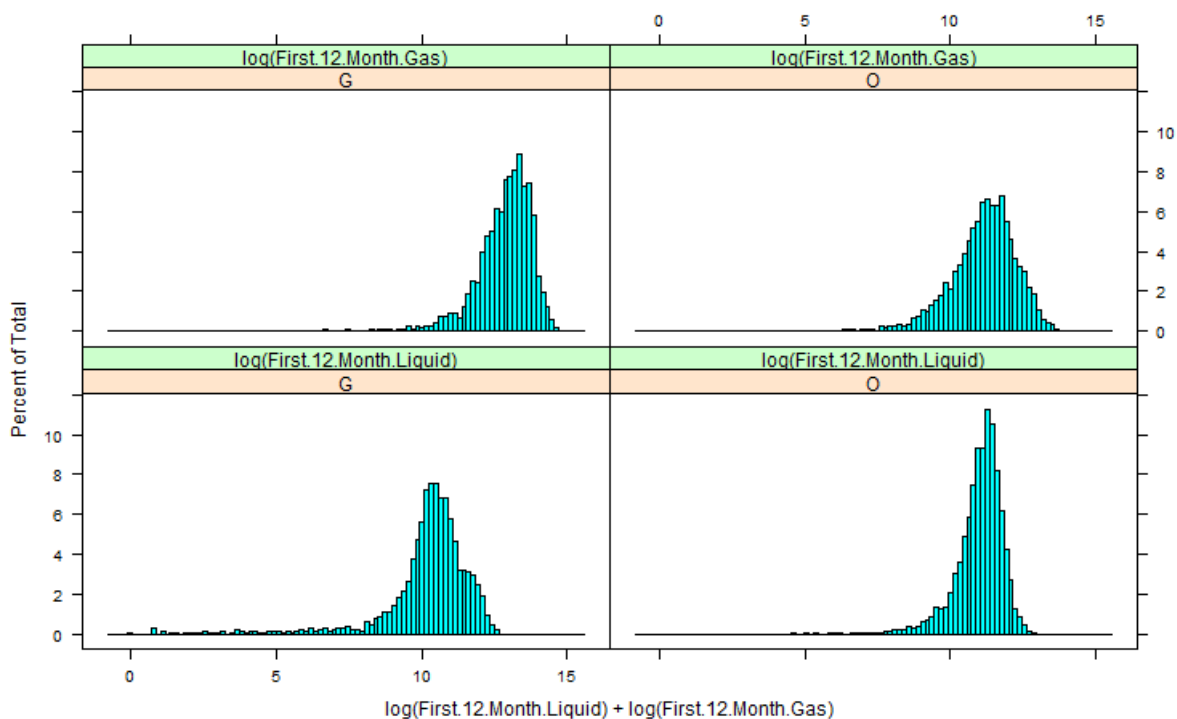 0 5 10 15
log(First.12.Month.Gas) log(First.12.Month.Gas)
G O
10
8
6
4
2
0
log(First.12.Month.Liquid) log(First.12.Month.Liquid)
G O
Percent of Total
10
8
6
4
2
0
0 5 10 15
log(First.12.Month.Liquid) + log(First.12.Month.Gas)